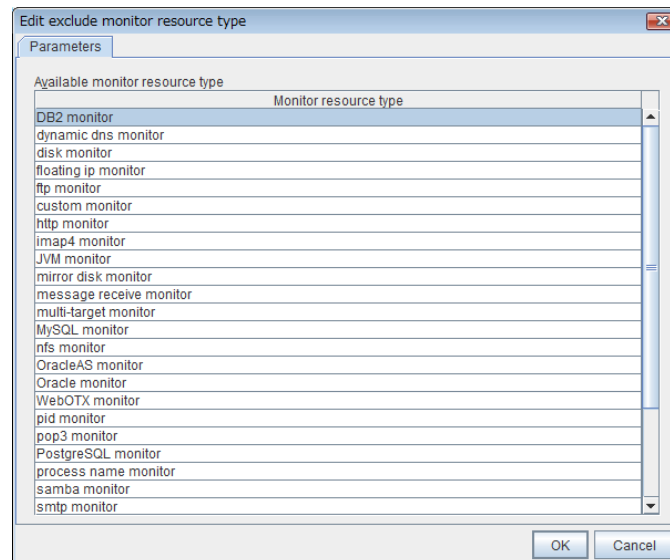 Edit exclude monitor resource type
Parameters
Available monitor resource type
Monitor resource type
DB2 monitor
dynamic dns monitor
disk monitor
floating ip monitor
ftp monitor
custom monitor
http monitor
imap4 monitor
JVM monitor
mirror disk monitor
message receive monitor
multi-target monitor
MySQL monitor
nfs monitor
OracleAS monitor
Oracle monitor
WebOTX monitor
pid monitor
pop3 monitor
PostgreSQL monitor
process name monitor
samba monitor
smtp monitor
OK Cancel